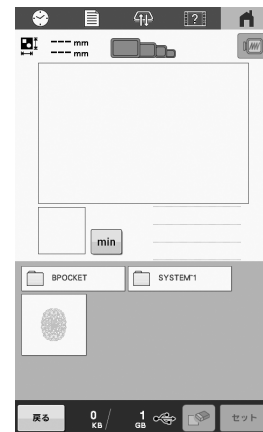 ?
--- mm
--- mm
min
BPOCKET
SYSTEM~1
戻る
0 KB / 1 GB
セット